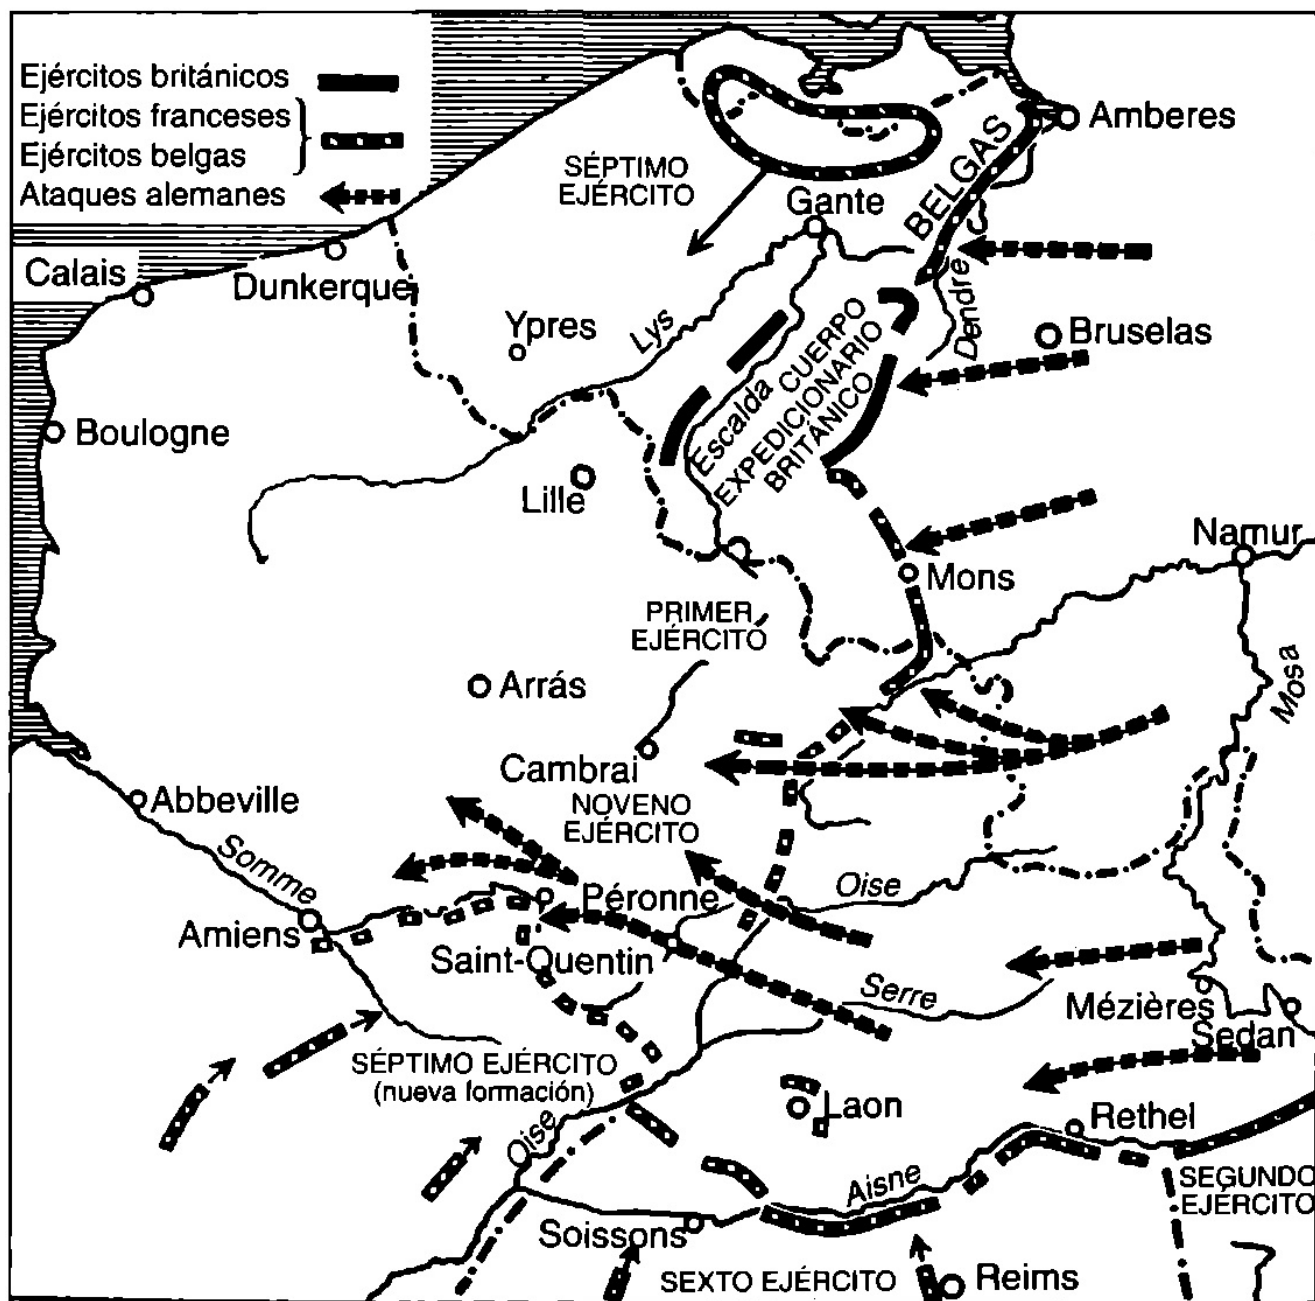 Ejércitos británicos
Ejércitos franceses
Ejércitos belgas
Ataques alemanes
Amberes
SÉPTIMO
EJÉRCITO
BELGAS
Gante
Calais
Dunkerque
Dendre
Ypres
Lys
Bruselas
Escalda
CUERPO
EXPEDICIONARIO
BRITÁNICO
Boulogne
Lille
Namur
Mons
PRIMER
EJÉRCITO
Mosa
Arrás
Cambrai
Abbeville
NOVENO
EJÉRCITO
Somme
Oise
Péronne
Amiens
Saint-Quentin
Serre
Mézières
Sedan
SÉPTIMO EJÉRCITO
(nueva formación)
Laon
Rethel
Oise
Aisne
SEGUNDO
EJÉRCITO
Soissons
SEXTO EJÉRCITO
Reims